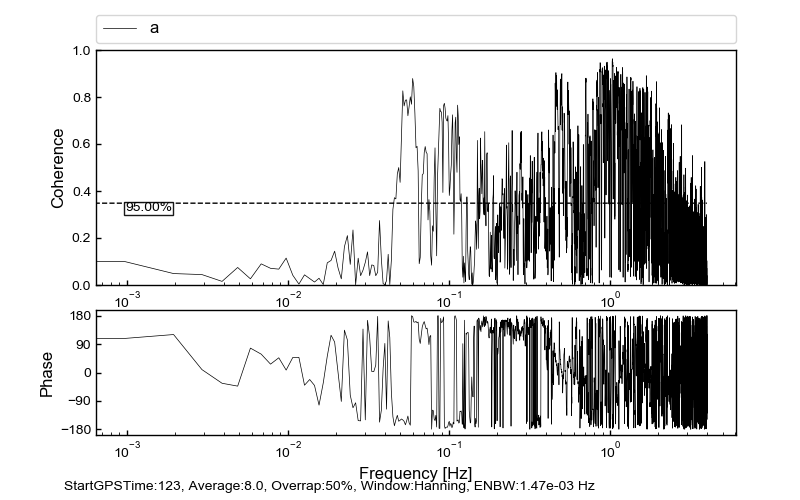 a
1.0
0.8
0.6
0.4
0.2
0.0
Coherence
95.00%
10⁻³ 10⁻² 10⁻¹ 10⁰
180
90
0
−90
−180
Phase
10⁻³ 10⁻² 10⁻¹ 10⁰
Frequency [Hz]
StartGPSTime:123, Average:8.0, Overrap:50%, Window:Hanning, ENBW:1.47e-03 Hz